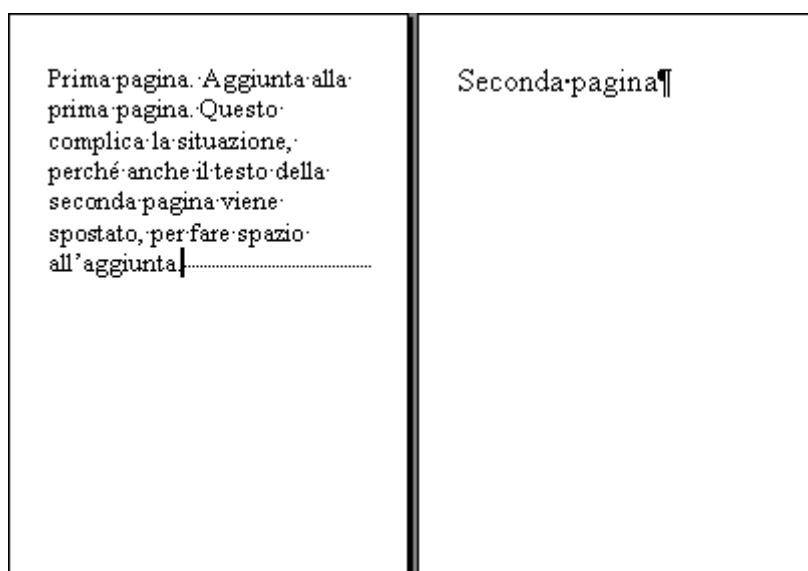 Prima·pagina.·Aggiunta·alla·
prima·pagina.·Questo·
complica·la·situazione,·
perché·anche·il·testo·della·
seconda·pagina·viene·
spostato,·per·fare·spazio·
all’aggiunta.
Seconda·pagina¶